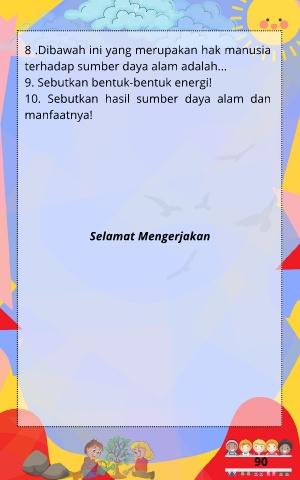 8 .Dibawah ini yang merupakan hak manusia
terhadap sumber daya alam adalah...
9. Sebutkan bentuk-bentuk energi!
10. Sebutkan hasil sumber daya alam dan
manfaatnya!
Selamat Mengerjakan
90